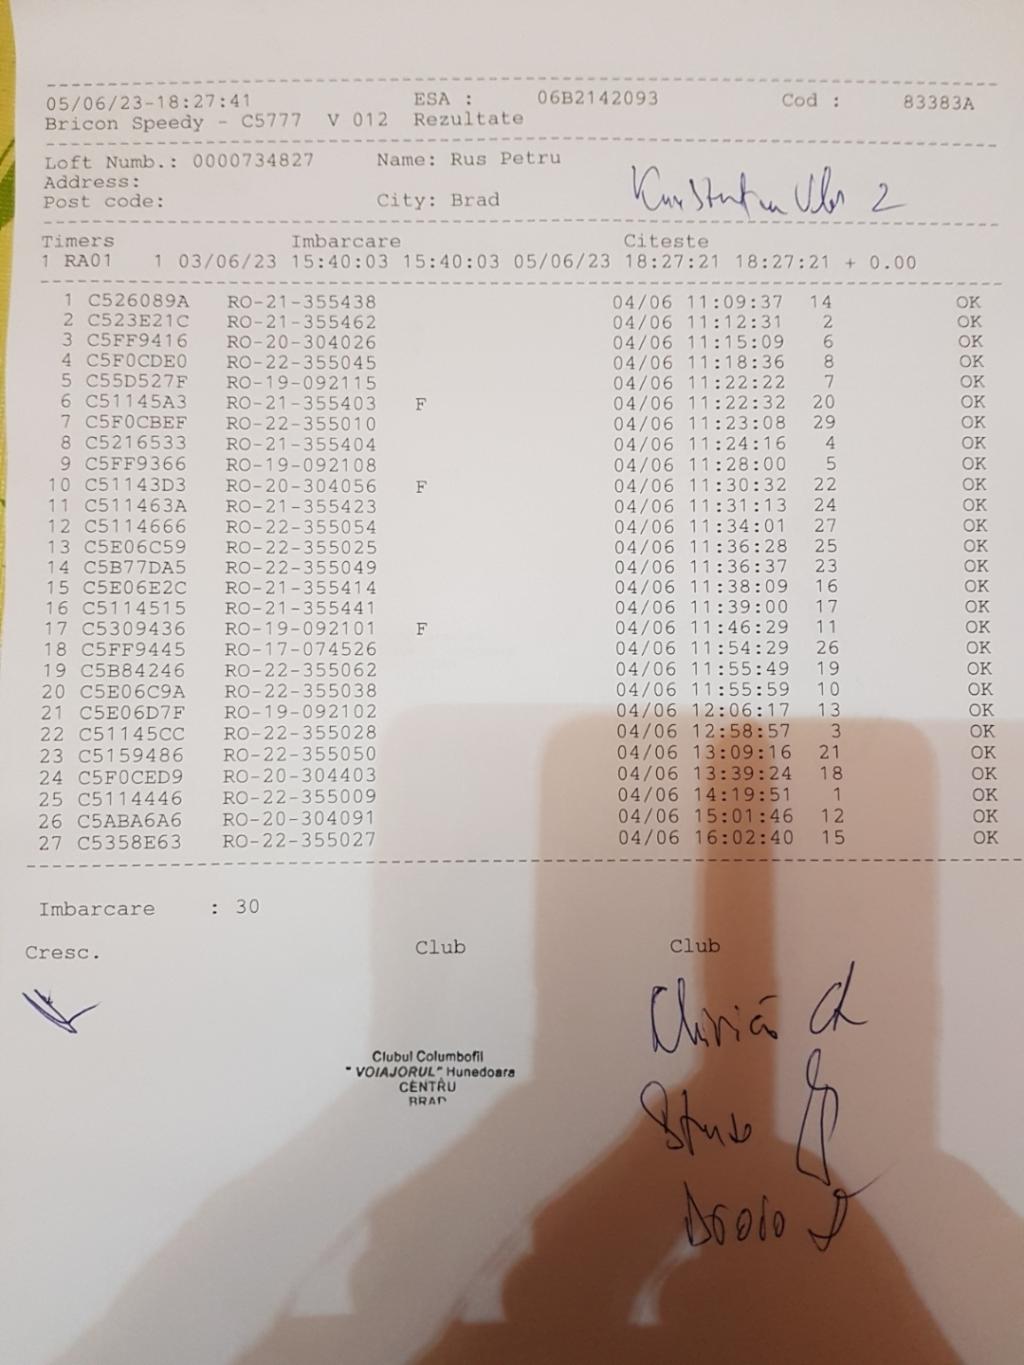 05/06/23-18:27:41 ESA : 06B2142093 Cod : 83383A
Bricon Speedy - C5777 V 012 Rezultate
Loft Numb.: 0000734827 Name: Rus Petru
Address:
Post code: City: Brad
2
Timers Imbarcare Citeste
1 RA01 1 03/06/23 15:40:03 15:40:03 05/06/23 18:27:21 18:27:21 + 0.00
1 C526089A RO-21-355438 04/06 11:09:37 14 OK
2 C523E21C RO-21-355462 04/06 11:12:31 2 OK
3 C5FF9416 RO-20-304026 04/06 11:15:09 6 OK
4 C5F0CDE0 RO-22-355045 04/06 11:18:36 8 OK
5 C55D527F RO-19-092115 04/06 11:22:22 7 OK
6 C51145A3 RO-21-355403 F 04/06 11:22:32 20 OK
7 C5F0CBEF RO-22-355010 04/06 11:23:08 29 OK
8 C5216533 RO-21-355404 04/06 11:24:16 4 OK
9 C5FF9366 RO-19-092108 04/06 11:28:00 5 OK
10 C51143D3 RO-20-304056 F 04/06 11:30:32 22 OK
11 C511463A RO-21-355423 04/06 11:31:13 24 OK
12 C5114666 RO-22-355054 04/06 11:34:01 27 OK
13 C5E06C59 RO-22-355025 04/06 11:36:28 25 OK
14 C5B77DA5 RO-22-355049 04/06 11:36:37 23 OK
15 C5E06E2C RO-21-355414 04/06 11:38:09 16 OK
16 C5114515 RO-21-355441 04/06 11:39:00 17 OK
17 C5309436 RO-19-092101 F 04/06 11:46:29 11 OK
18 C5FF9445 RO-17-074526 04/06 11:54:29 26 OK
19 C5B84246 RO-22-355062 04/06 11:55:49 19 OK
20 C5E06C9A RO-22-355038 04/06 11:55:59 10 OK
21 C5E06D7F RO-19-092102 04/06 12:06:17 13 OK
22 C51145CC RO-22-355028 04/06 12:58:57 3 OK
23 C5159486 RO-22-355050 04/06 13:09:16 21 OK
24 C5F0CED9 RO-20-304403 04/06 13:39:24 18 OK
25 C5114446 RO-22-355009 04/06 14:19:51 1 OK
26 C5ABA6A6 RO-20-304091 04/06 15:01:46 12 OK
27 C5358E63 RO-22-355027 04/06 16:02:40 15 OK
Imbarcare : 30
Cresc. Club Club
Clubul Columbofil
"VOIAJORUL" Hunedoara
CENTRU
BRAD